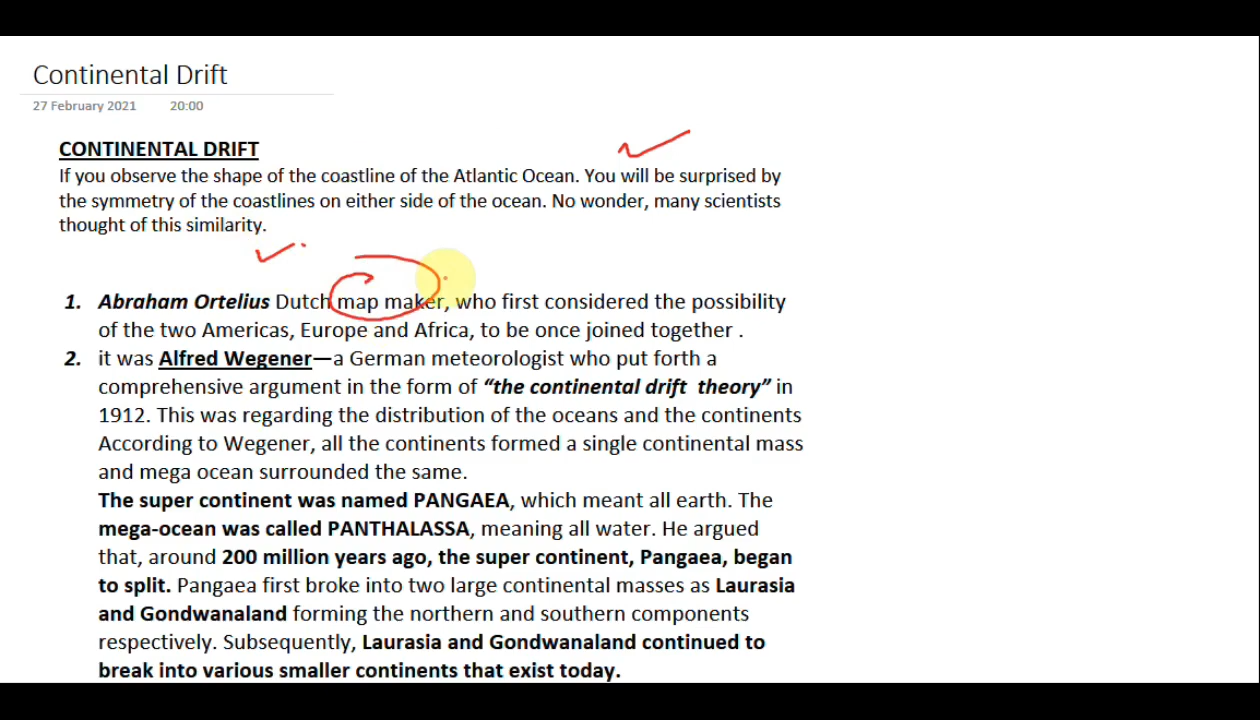 Continental Drift
27 February 2021 20:00
CONTINENTAL DRIFT
If you observe the shape of the coastline of the Atlantic Ocean. You will be surprised by
the symmetry of the coastlines on either side of the ocean. No wonder, many scientists
thought of this similarity.
1. Abraham Ortelius Dutch map maker, who first considered the possibility
of the two Americas, Europe and Africa, to be once joined together .
2. it was Alfred Wegener—a German meteorologist who put forth a
comprehensive argument in the form of “the continental drift theory” in
1912. This was regarding the distribution of the oceans and the continents
According to Wegener, all the continents formed a single continental mass
and mega ocean surrounded the same.
The super continent was named PANGAEA, which meant all earth. The
mega-ocean was called PANTHALASSA, meaning all water. He argued
that, around 200 million years ago, the super continent, Pangaea, began
to split. Pangaea first broke into two large continental masses as Laurasia
and Gondwanaland forming the northern and southern components
respectively. Subsequently, Laurasia and Gondwanaland continued to
break into various smaller continents that exist today.